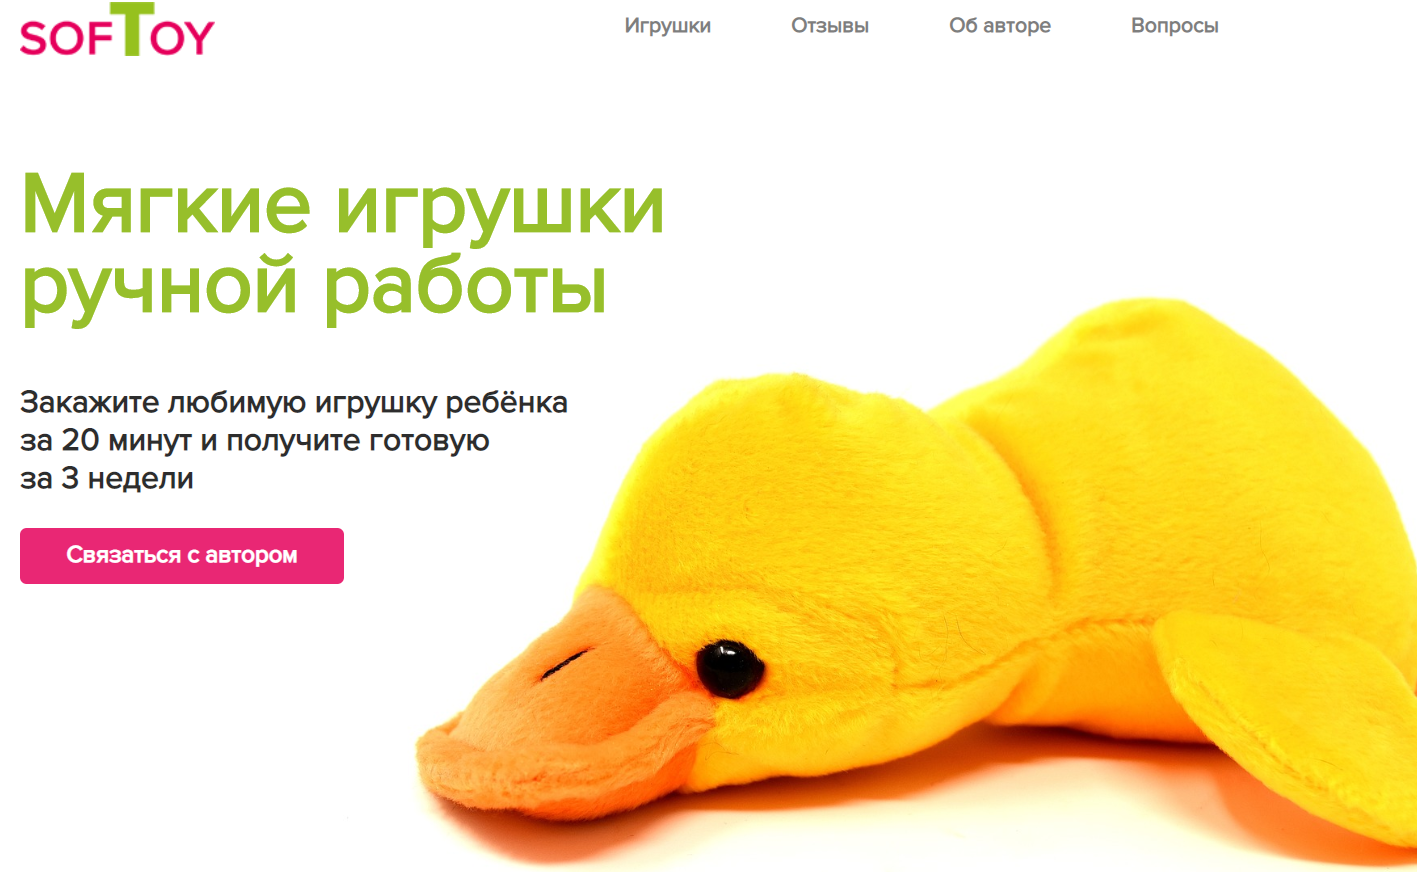 SOFTOY
Игрушки
Отзывы
Об авторе
Вопросы
Мягкие игрушки
ручной работы
Закажите любимую игрушку ребёнка
за 20 минут и получите готовую
за 3 недели
Связаться с автором